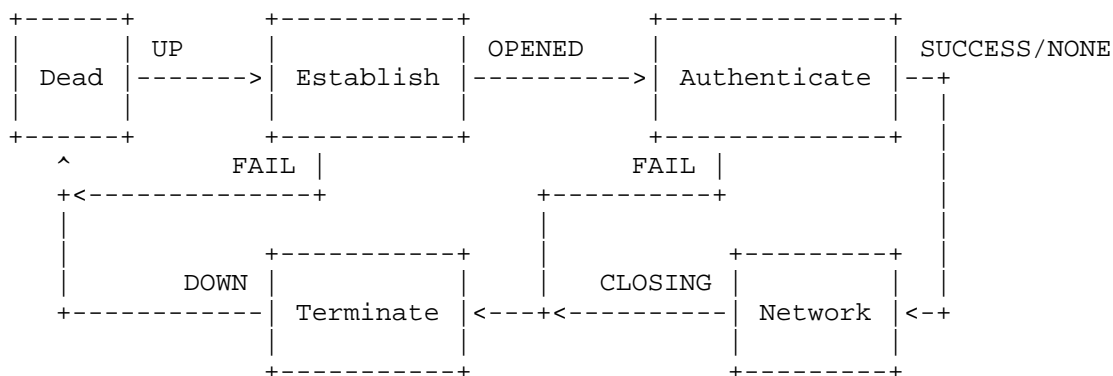 UP OPENED SUCCESS/NONE
Dead Establish Authenticate
FAIL FAIL
DOWN CLOSING
Terminate Network